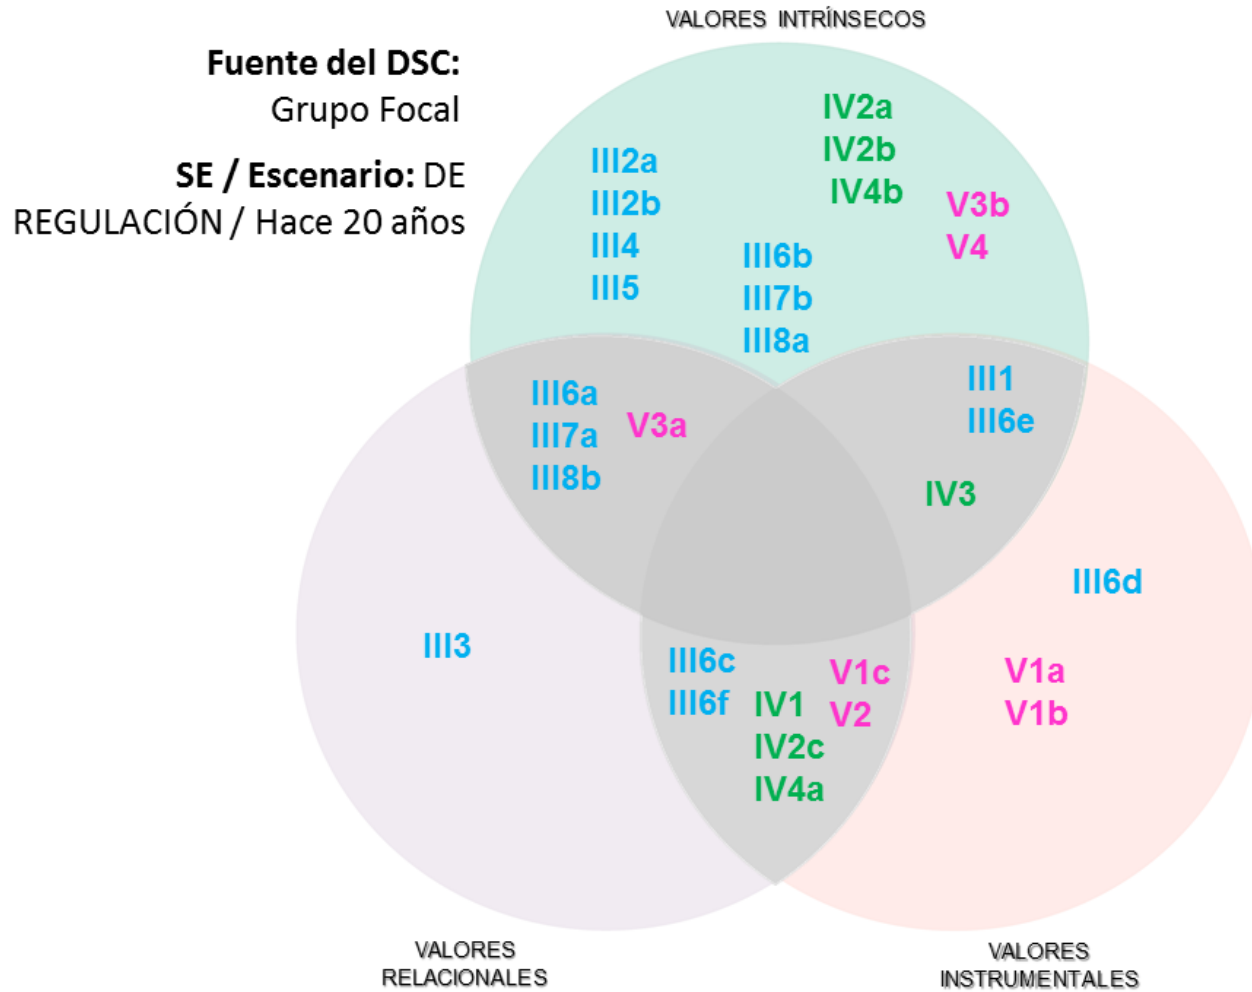 VALORES INTRÍNSECOS
Fuente del DSC:
Grupo Focal
SE / Escenario: DE
REGULACIÓN / Hace 20 años
III2a
III2b
III4
III5
IV2a
IV2b
IV4b
V3b
V4
III6b
III7b
III8a
III6a
III7a
III8b
V3a
III1
III6e
IV3
III6d
III3
III6c
III6f
IV1
IV2c
IV4a
V1c
V2
V1a
V1b
VALORES
RELACIONALES
VALORES
INSTRUMENTALES